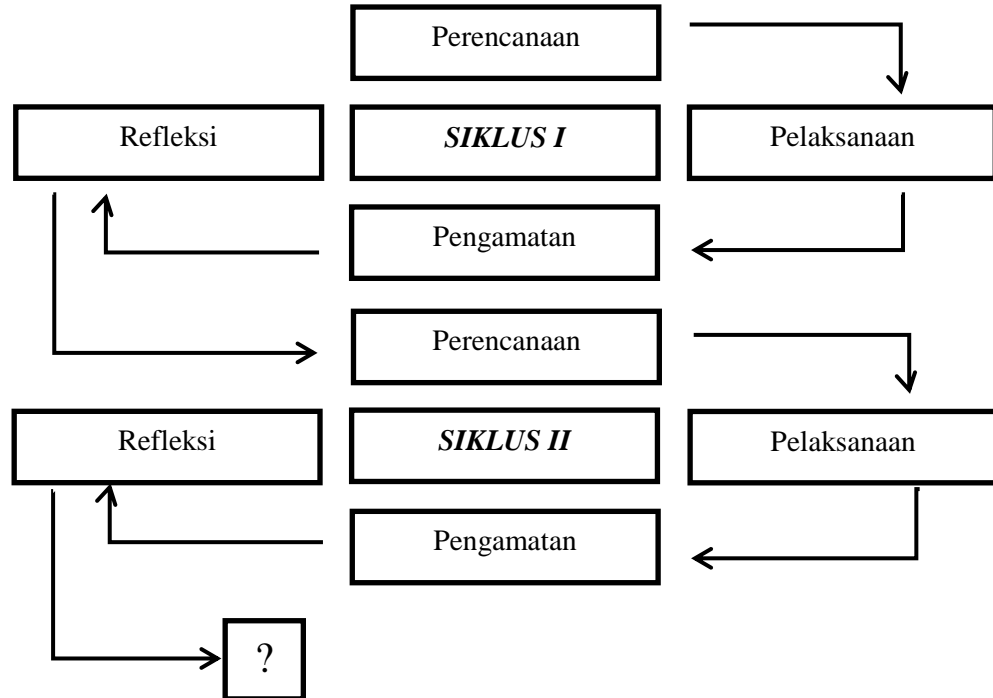 Perencanaan
Refleksi
SIKLUS I
Pelaksanaan
Pengamatan
Perencanaan
Refleksi
SIKLUS II
Pelaksanaan
Pengamatan
?